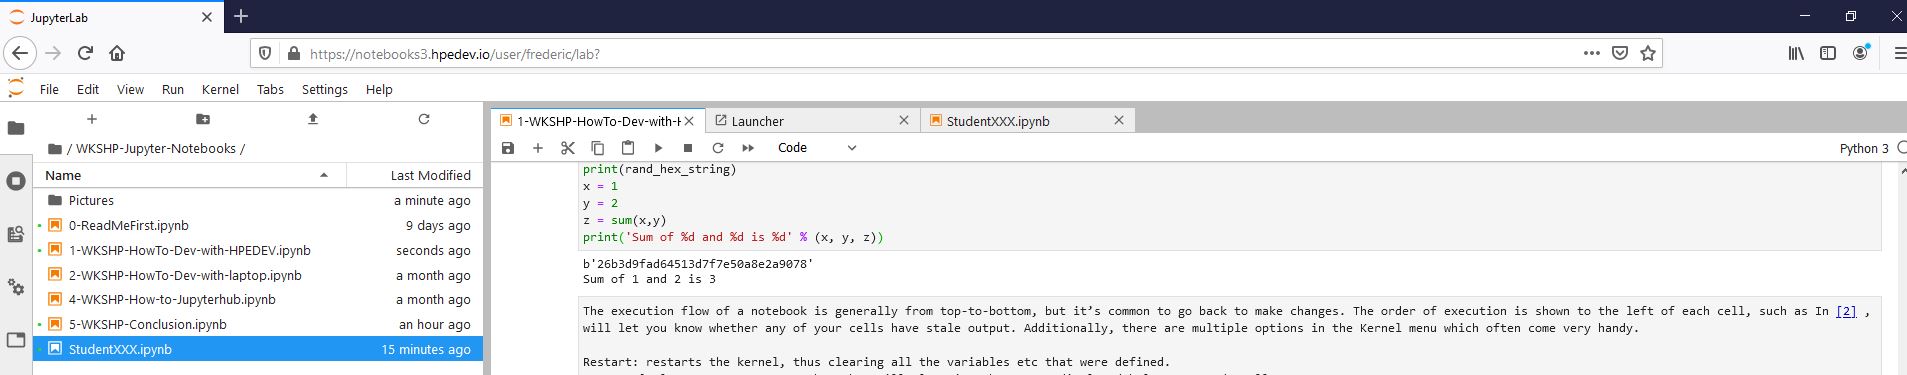 JupyterLab
https://notebooks3.hpedev.io/user/frederic/lab?
File Edit View Run Kernel Tabs Settings Help
/ WKSHP-Jupyter-Notebooks /
Name Last Modified
Pictures a minute ago
0-ReadMeFirst.ipynb 9 days ago
1-WKSHP-HowTo-Dev-with-HPEDEV.ipynb seconds ago
2-WKSHP-HowTo-Dev-with-laptop.ipynb a month ago
4-WKSHP-How-to-Jupyterhub.ipynb a month ago
5-WKSHP-Conclusion.ipynb an hour ago
StudentXXX.ipynb 15 minutes ago
1-WKSHP-HowTo-Dev-with-H Launcher StudentXXX.ipynb
Code Python 3
print(rand_hex_string)
x = 1
y = 2
z = sum(x,y)
print('Sum of %d and %d is %d' % (x, y, z))
b'26b3d9fad64513d7f7e50a8e2a9078'
Sum of 1 and 2 is 3
The execution flow of a notebook is generally from top-to-bottom, but it’s common to go back to make changes. The order of execution is shown to the left of each cell, such as In [2] ,
will let you know whether any of your cells have stale output. Additionally, there are multiple options in the Kernel menu which often come very handy.
Restart: restarts the kernel, thus clearing all the variables etc that were defined.